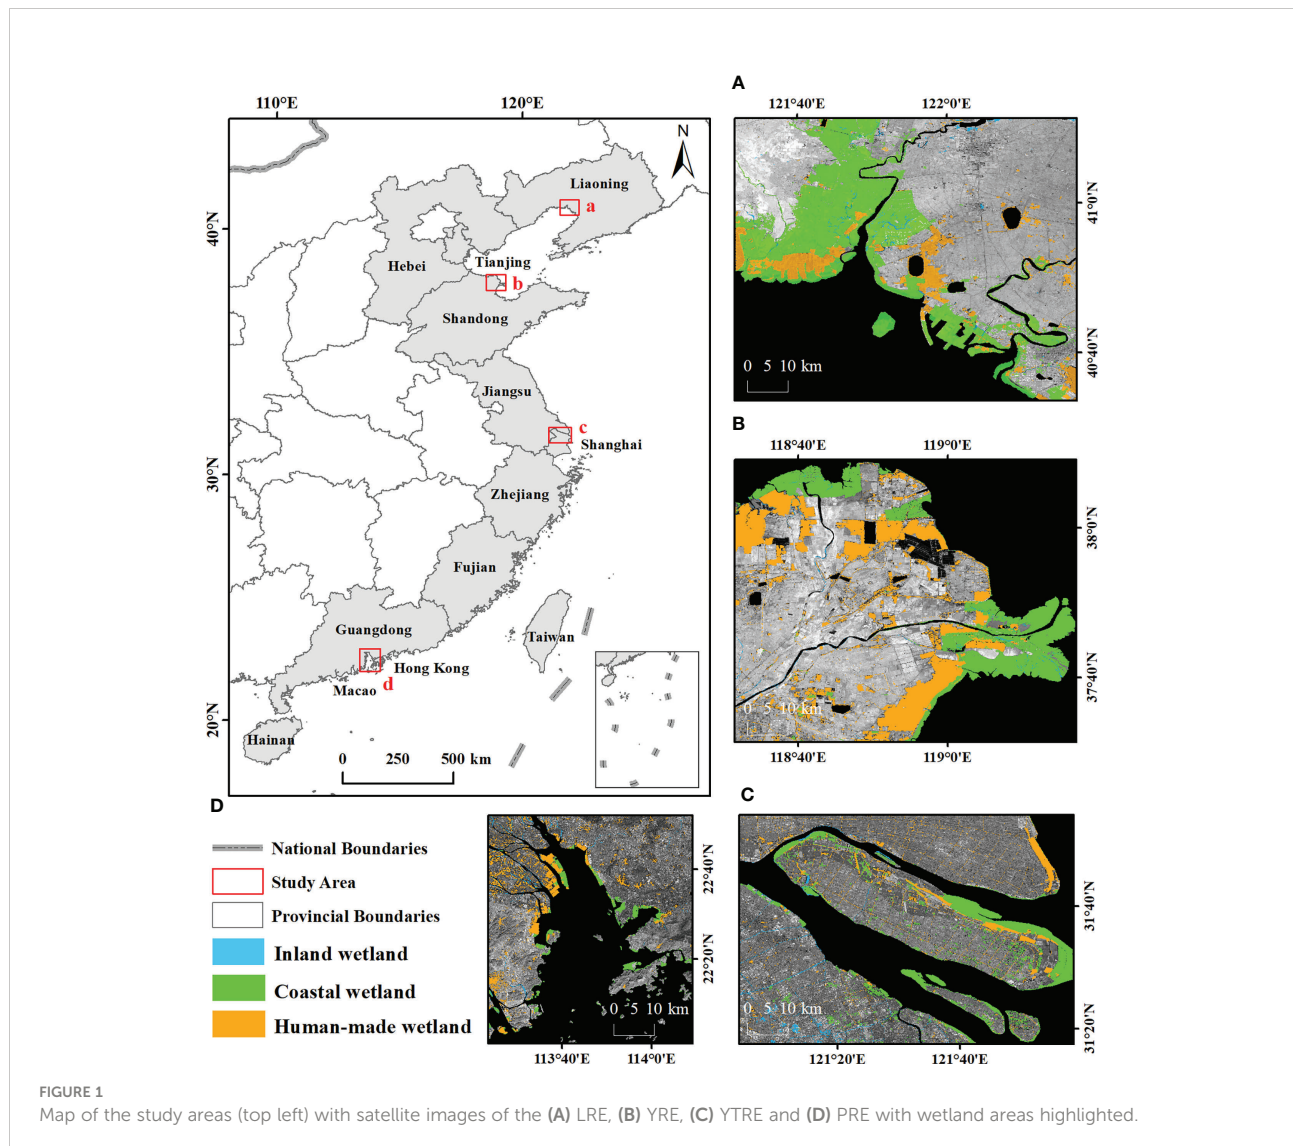 110°E
120°E
40°N
30°N
20°N
N
Liaoning
a
Hebei
Tianjing
b
Shandong
Jiangsu
c
Shanghai
Zhejiang
Fujian
Guangdong
Taiwan
Hong Kong
Macao
d
Hainan
0 250 500 km
A
121°40'E
122°0'E
41°0'N
40°40'N
0 5 10 km
B
118°40'E
119°0'E
38°0'N
37°40'N
0 5 10 km
118°40'E
119°0'E
D
National Boundaries
Study Area
Provincial Boundaries
Inland wetland
Coastal wetland
Human-made wetland
22°40'N
22°20'N
0 5 10 km
113°40'E
114°0'E
C
31°40'N
31°20'N
0 5 10 km
121°20'E
121°40'E
FIGURE 1
Map of the study areas (top left) with satellite images of the (A) LRE, (B) YRE, (C) YTRE and (D) PRE with wetland areas highlighted.